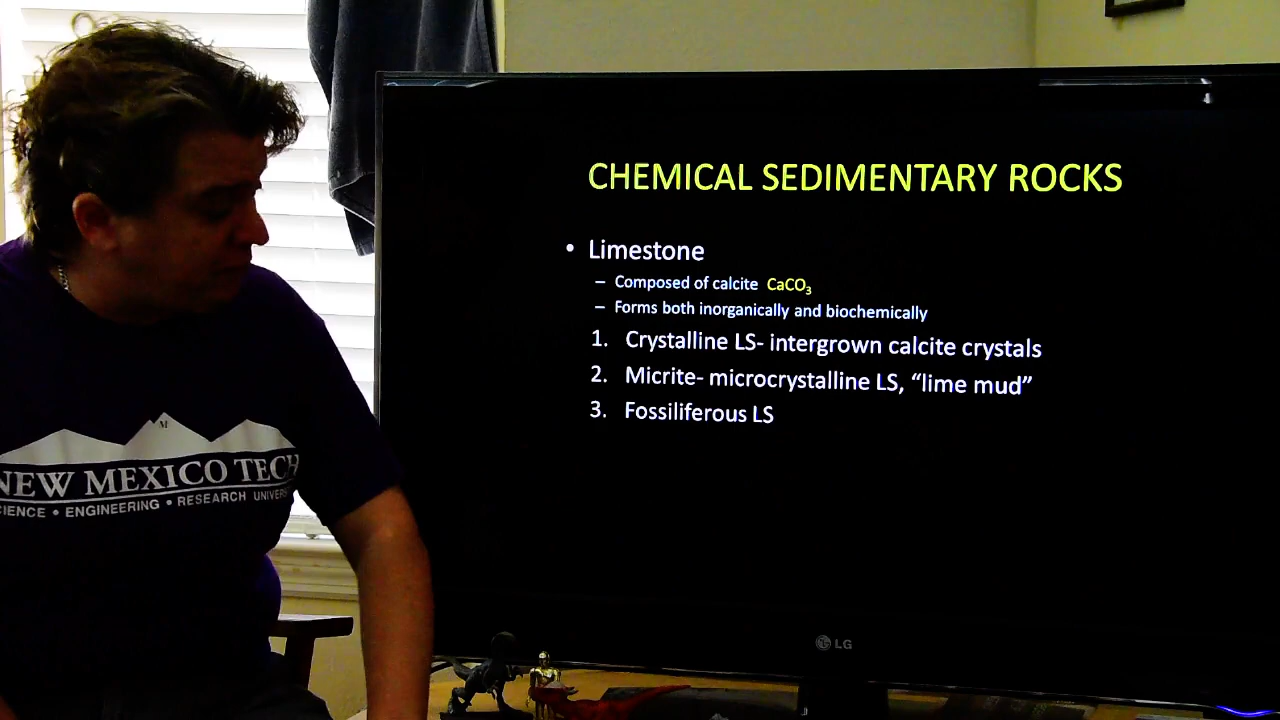 CHEMICAL SEDIMENTARY ROCKS
• Limestone
– Composed of calcite CaCO₃
– Forms both inorganically and biochemically
1. Crystalline LS- intergrown calcite crystals
2. Micrite- microcrystalline LS, “lime mud”
3. Fossiliferous LS
M
NEW MEXICO TECH
CIENCE • ENGINEERING • RESEARCH UNIVERS
LG